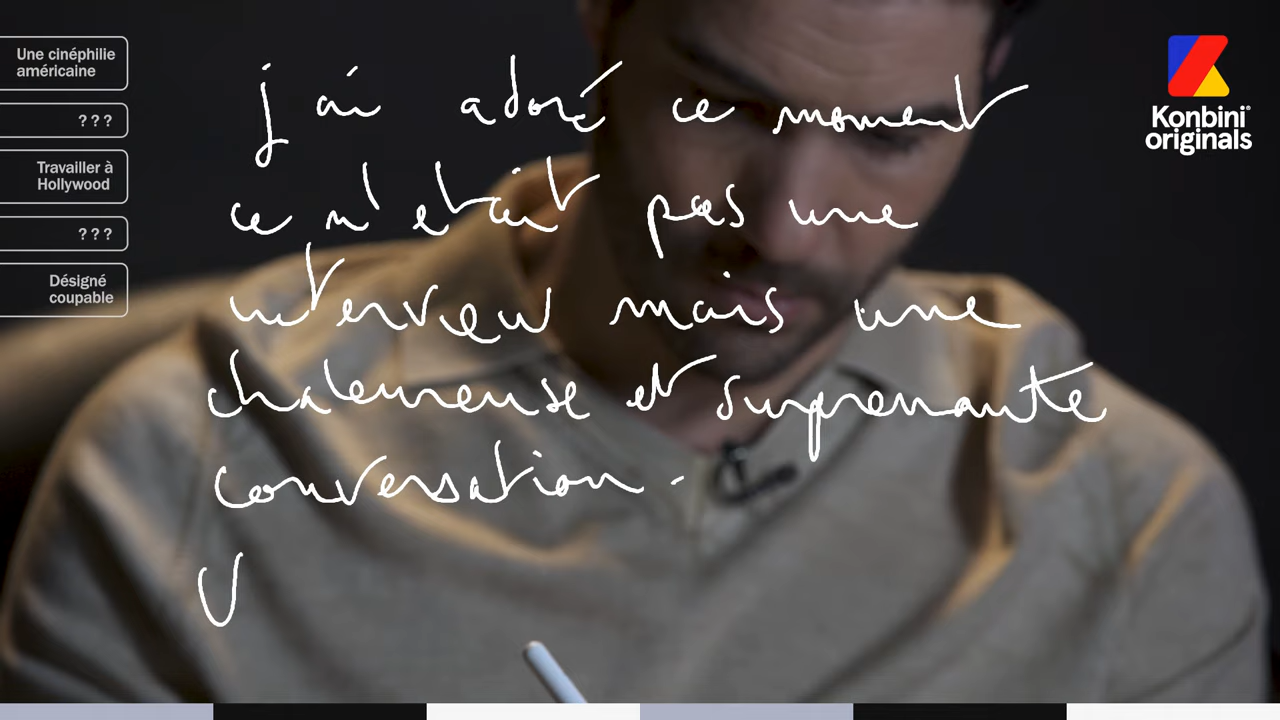 Une cinéphilie
américaine
? ? ?
Travailler à
Hollywood
? ? ?
Désigné
coupable
Konbini
originals
j'ai adoré ce moment
ce n'etait pas une
interview mais une
chaleureuse et surprenante
conversation.
U